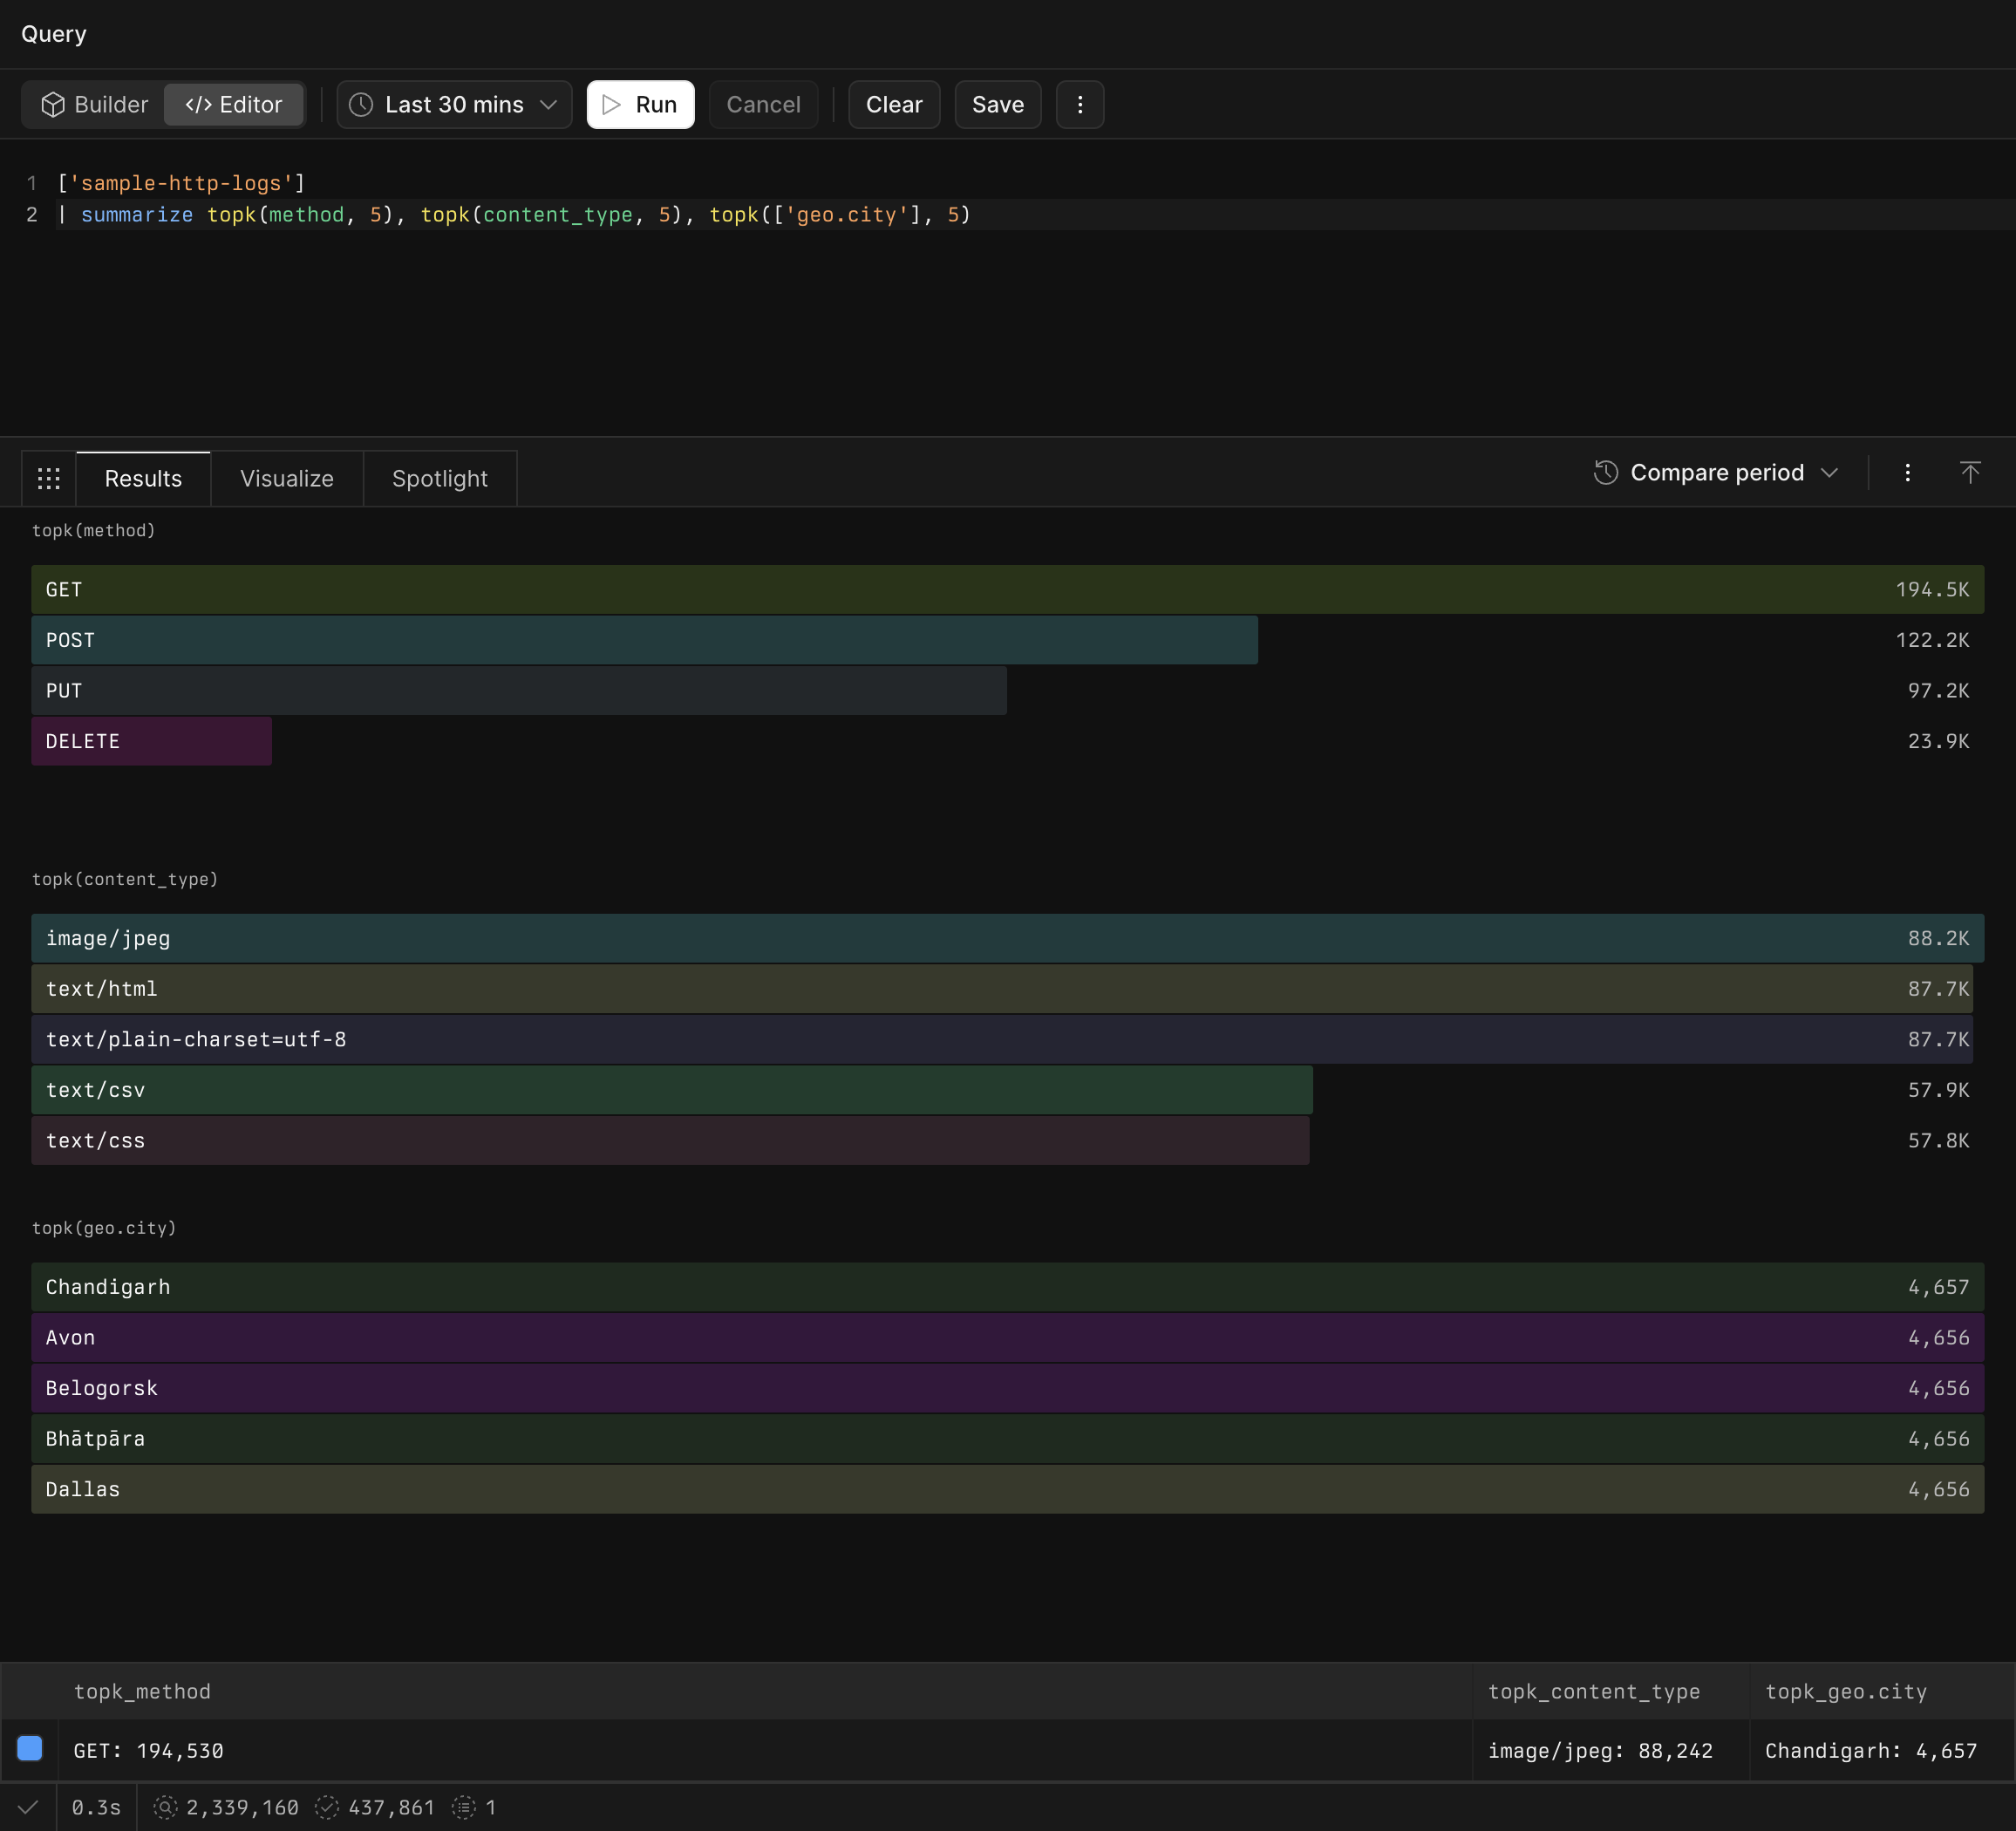 Query
Builder </> Editor Last 30 mins Run Cancel Clear Save
1 ['sample-http-logs']
2 | summarize topk(method, 5), topk(content_type, 5), topk(['geo.city'], 5)
Results Visualize Spotlight Compare period
topk(method)
GET 194.5K
POST 122.2K
PUT 97.2K
DELETE 23.9K
topk(content_type)
image/jpeg 88.2K
text/html 87.7K
text/plain-charset=utf-8 87.7K
text/csv 57.9K
text/css 57.8K
topk(geo.city)
Chandigarh 4,657
Avon 4,656
Belogorsk 4,656
Bhātpāra 4,656
Dallas 4,656
topk_method topk_content_type topk_geo.city
GET: 194,530 image/jpeg: 88,242 Chandigarh: 4,657
0.3s 2,339,160 437,861 1